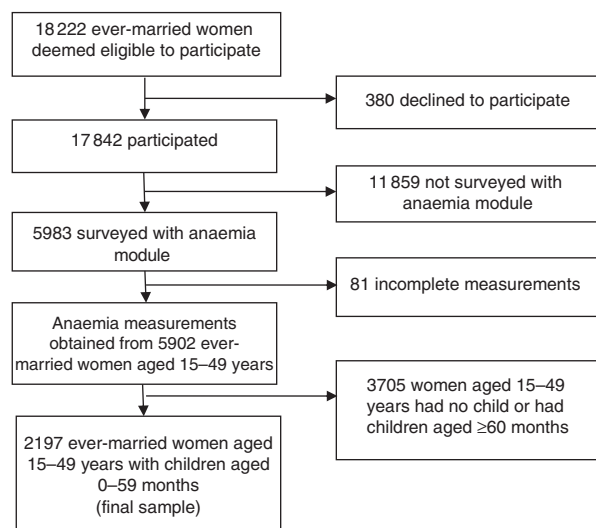 18 222 ever-married women
deemed eligible to participate
380 declined to participate
17 842 participated
11 859 not surveyed with
anaemia module
5983 surveyed with anaemia
module
81 incomplete measurements
Anaemia measurements
obtained from 5902 ever-
married women aged 15–49 years
3705 women aged 15–49
years had no child or had
children aged ≥60 months
2197 ever-married women aged
15–49 years with children aged
0–59 months
(final sample)